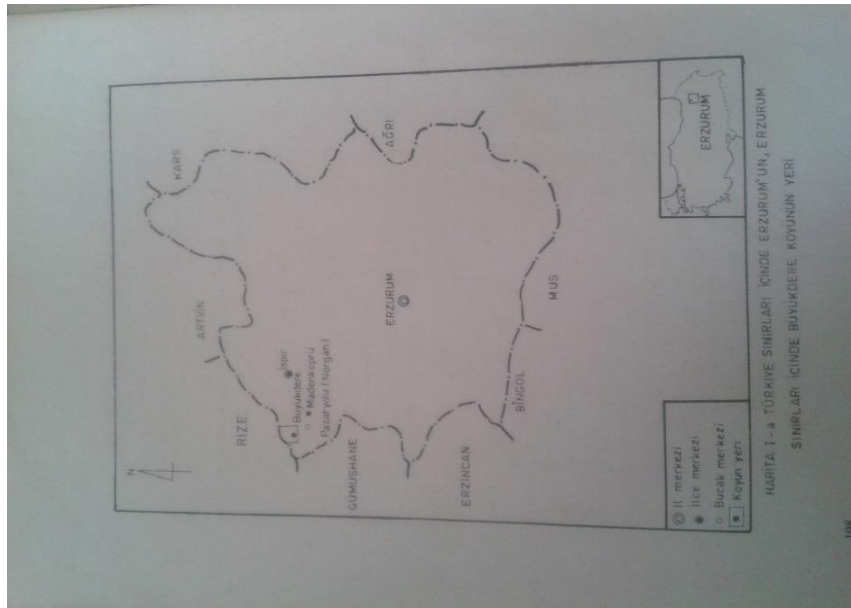 N
KARS
ARTVİN
RİZE
AĞRI
İspir
Büyükdere
Madenköprü
Pazaryolu (Norgah)
GÜMÜŞHANE
ERZURUM
ERZİNCAN
MUŞ
BİNGÖL
İl merkezi
İlçe merkezi
Bucak merkezi
Köyün yeri
ERZURUM
HARİTA 1-a TÜRKİYE SINIRLARI İÇİNDE ERZURUM'UN, ERZURUM
SINIRLARI İÇİNDE BÜYÜKDERE KÖYÜNÜN YERİ